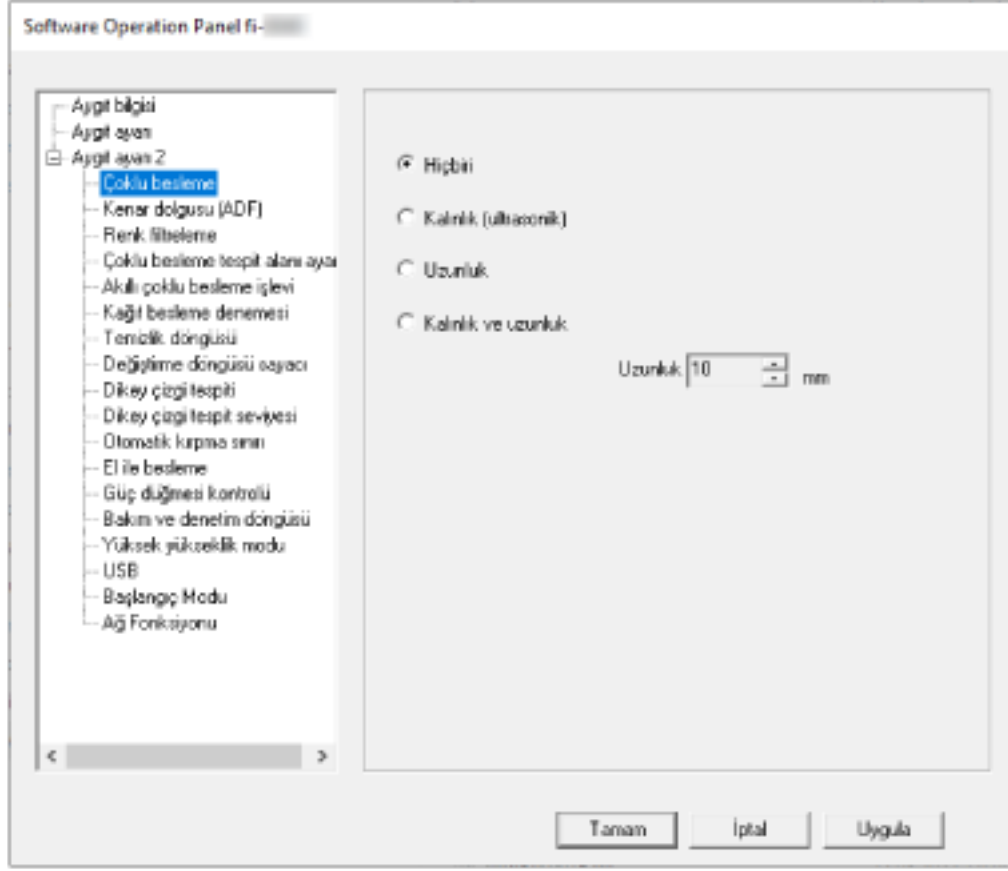 Software Operation Panel fi-
Aygıt bilgisi
Aygıt ayarı
Aygıt ayarı 2
Çoklu besleme
Kenar dolgusu (ADF)
Renk filtreleme
Çoklu besleme tespit alanı ayar
Akıllı çoklu besleme işlevi
Kağıt besleme denemesi
Temizlik döngüsü
Değiştirme döngüsü sayacı
Dikey çizgi tespiti
Dikey çizgi tespit seviyesi
Otomatik kırpma sınırı
El ile besleme
Güç düğmesi kontrolü
Bakım ve denetim döngüsü
Yüksek yükseklik modu
USB
Başlangıç Modu
Ağ Fonksiyonu
Hiçbiri
Kalınlık (ultrasonik)
Uzunluk
Kalınlık ve uzunluk
Uzunluk 10 mm
Tamam İptal Uygula